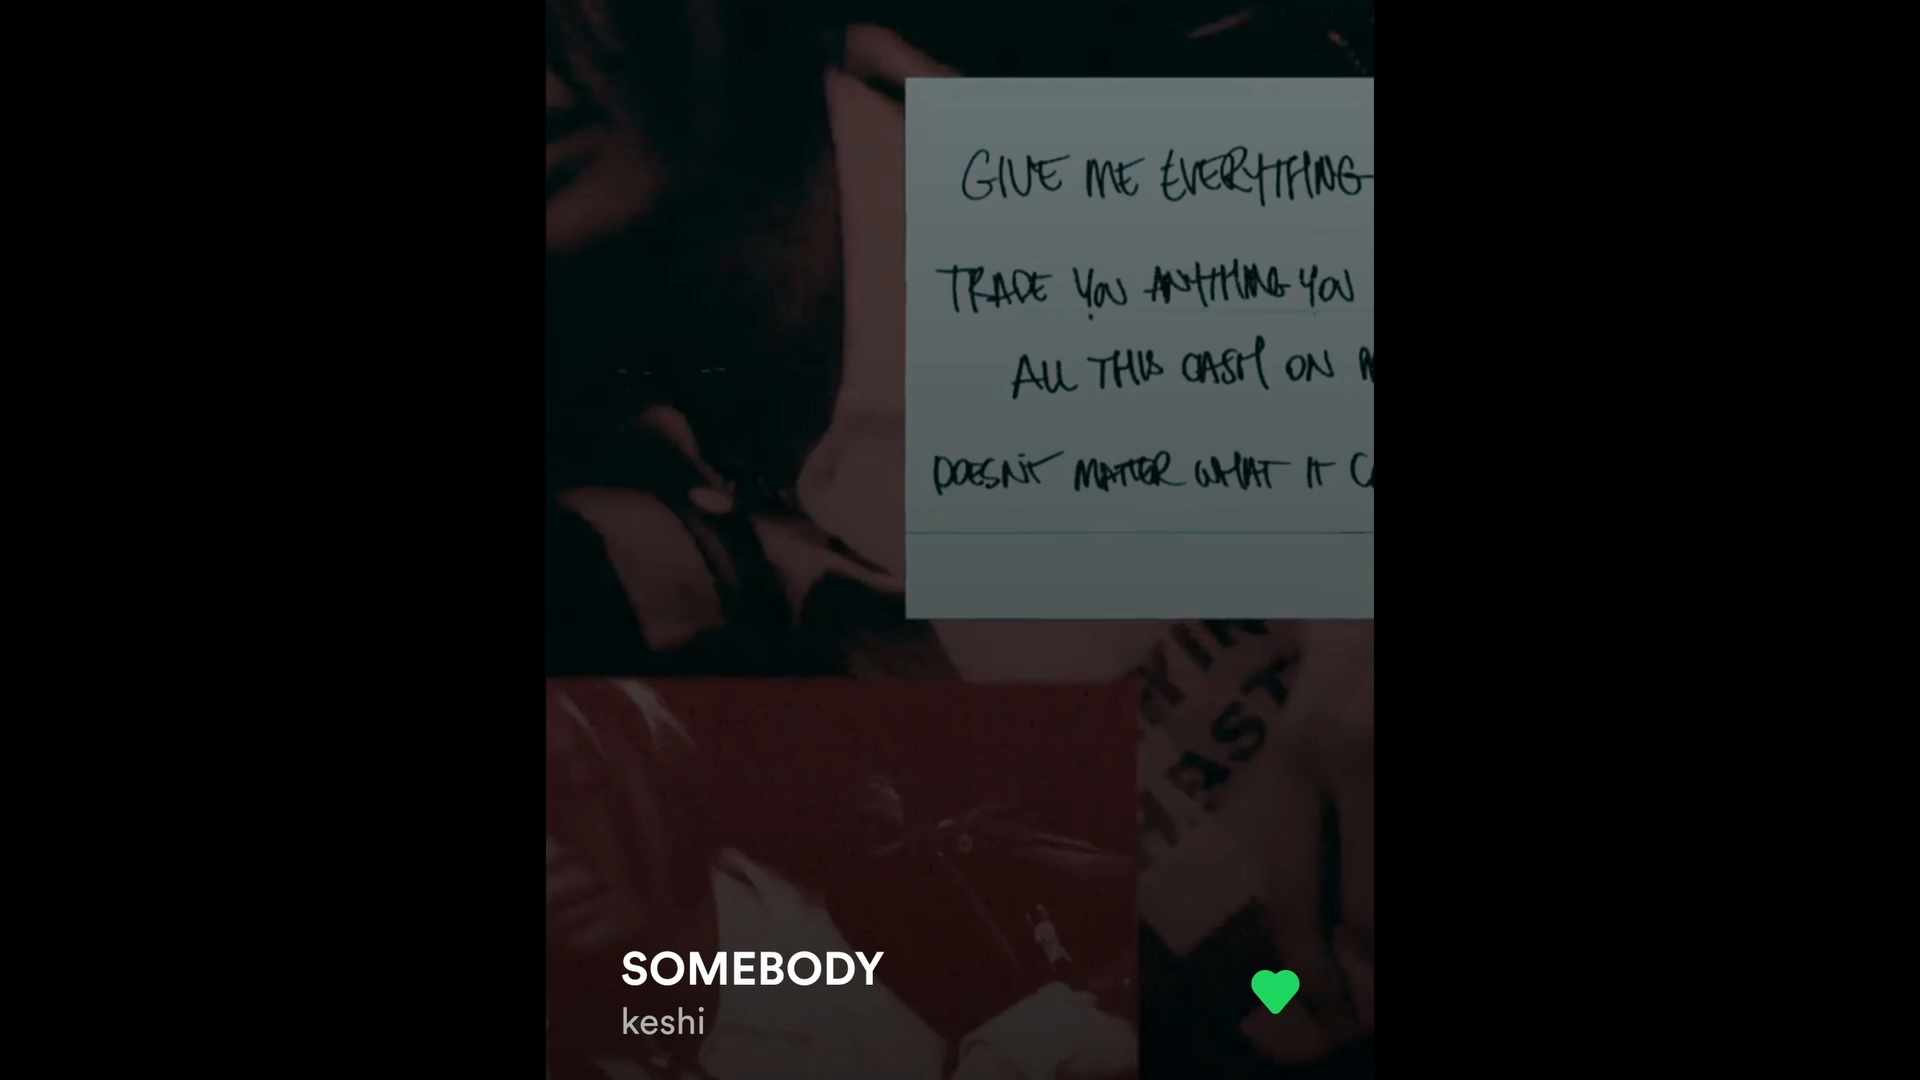 GIVE ME EVERYTHING
TRADE YOU ANYTHING YOU
ALL THIS CASH ON
DOESN'T MATTER WHAT IT
SOMEBODY
keshi